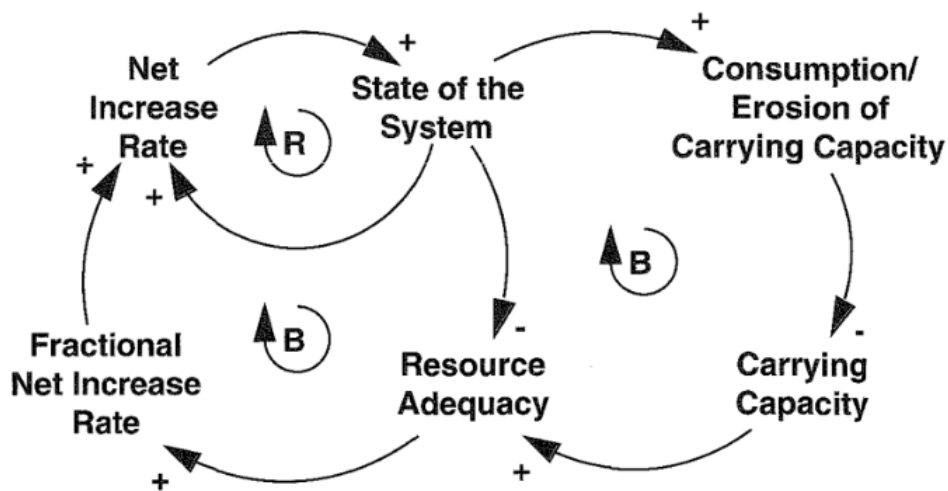 Net
Increase
Rate
+
+
+
R
State of the
System
+
Consumption/
Erosion of
Carrying Capacity
B
B
Fractional
Net Increase
Rate
-
Resource
Adequacy
-
Carrying
Capacity
+
+